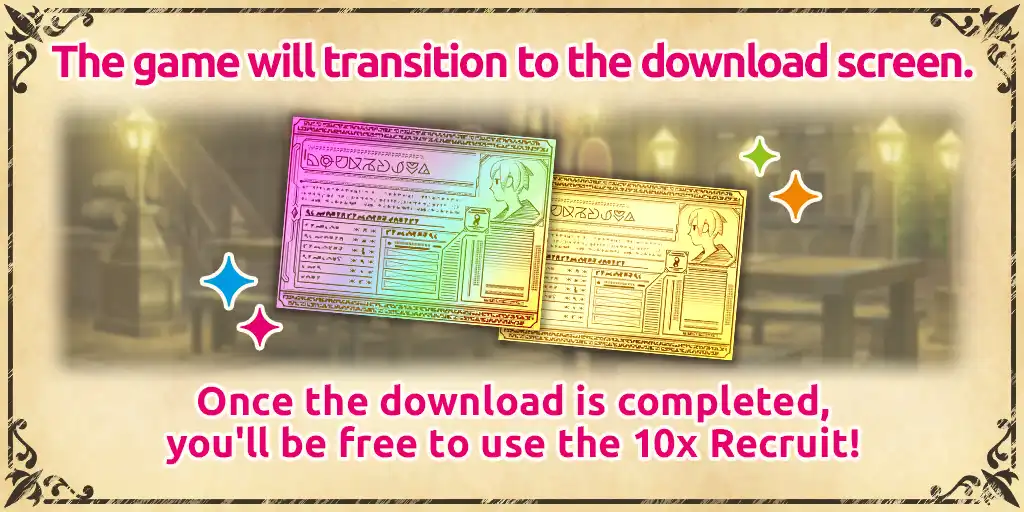 The game will transition to the download screen.
Once the download is completed,
you'll be free to use the 10x Recruit!